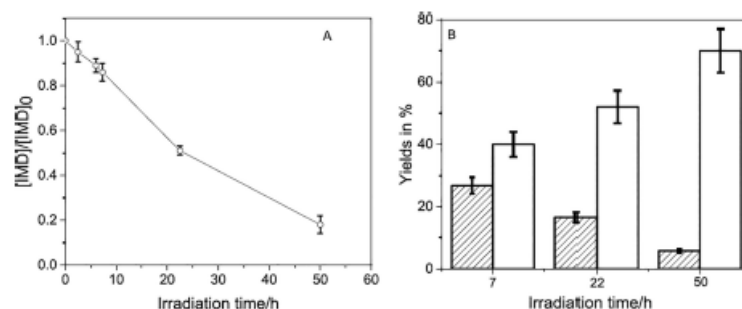 A
[IMD]/[IMD]0
1.0
0.8
0.6
0.4
0.2
0.0
0 10 20 30 40 50 60
Irradiation time/h
B
Yields in %
80
60
40
20
0
7 22 50
Irradiation time/h